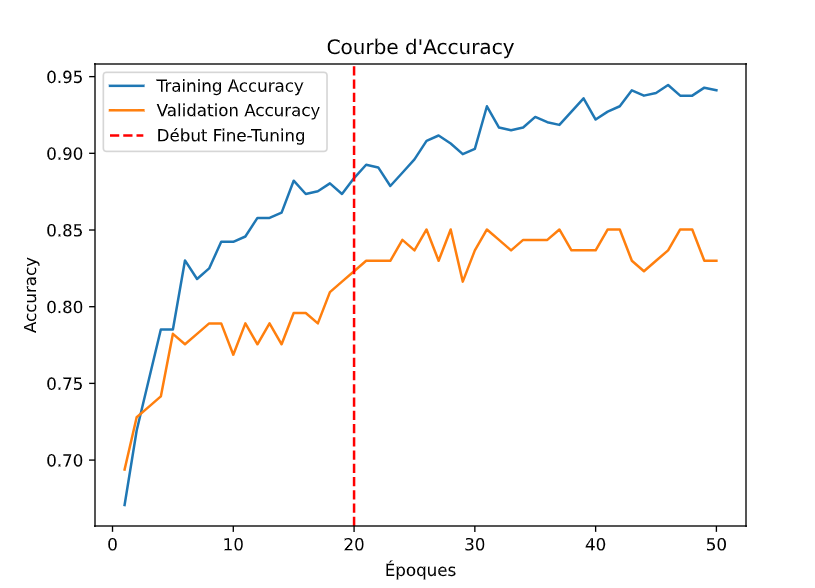 Courbe d'Accuracy
Training Accuracy
Validation Accuracy
Début Fine-Tuning
Accuracy
0.95
0.90
0.85
0.80
0.75
0.70
0 10 20 30 40 50
Époques